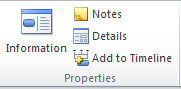 Notes
Information
Details
Add to Timeline
Properties